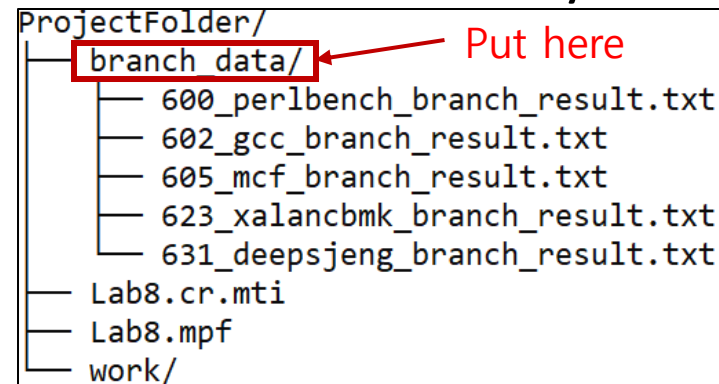 ProjectFolder/
├── branch_data/
Put here
│   ├── 600_perlbench_branch_result.txt
│   ├── 602_gcc_branch_result.txt
│   ├── 605_mcf_branch_result.txt
│   ├── 623_xalancbmk_branch_result.txt
│   └── 631_deepsjeng_branch_result.txt
├── Lab8.cr.mti
├── Lab8.mpf
└── work/